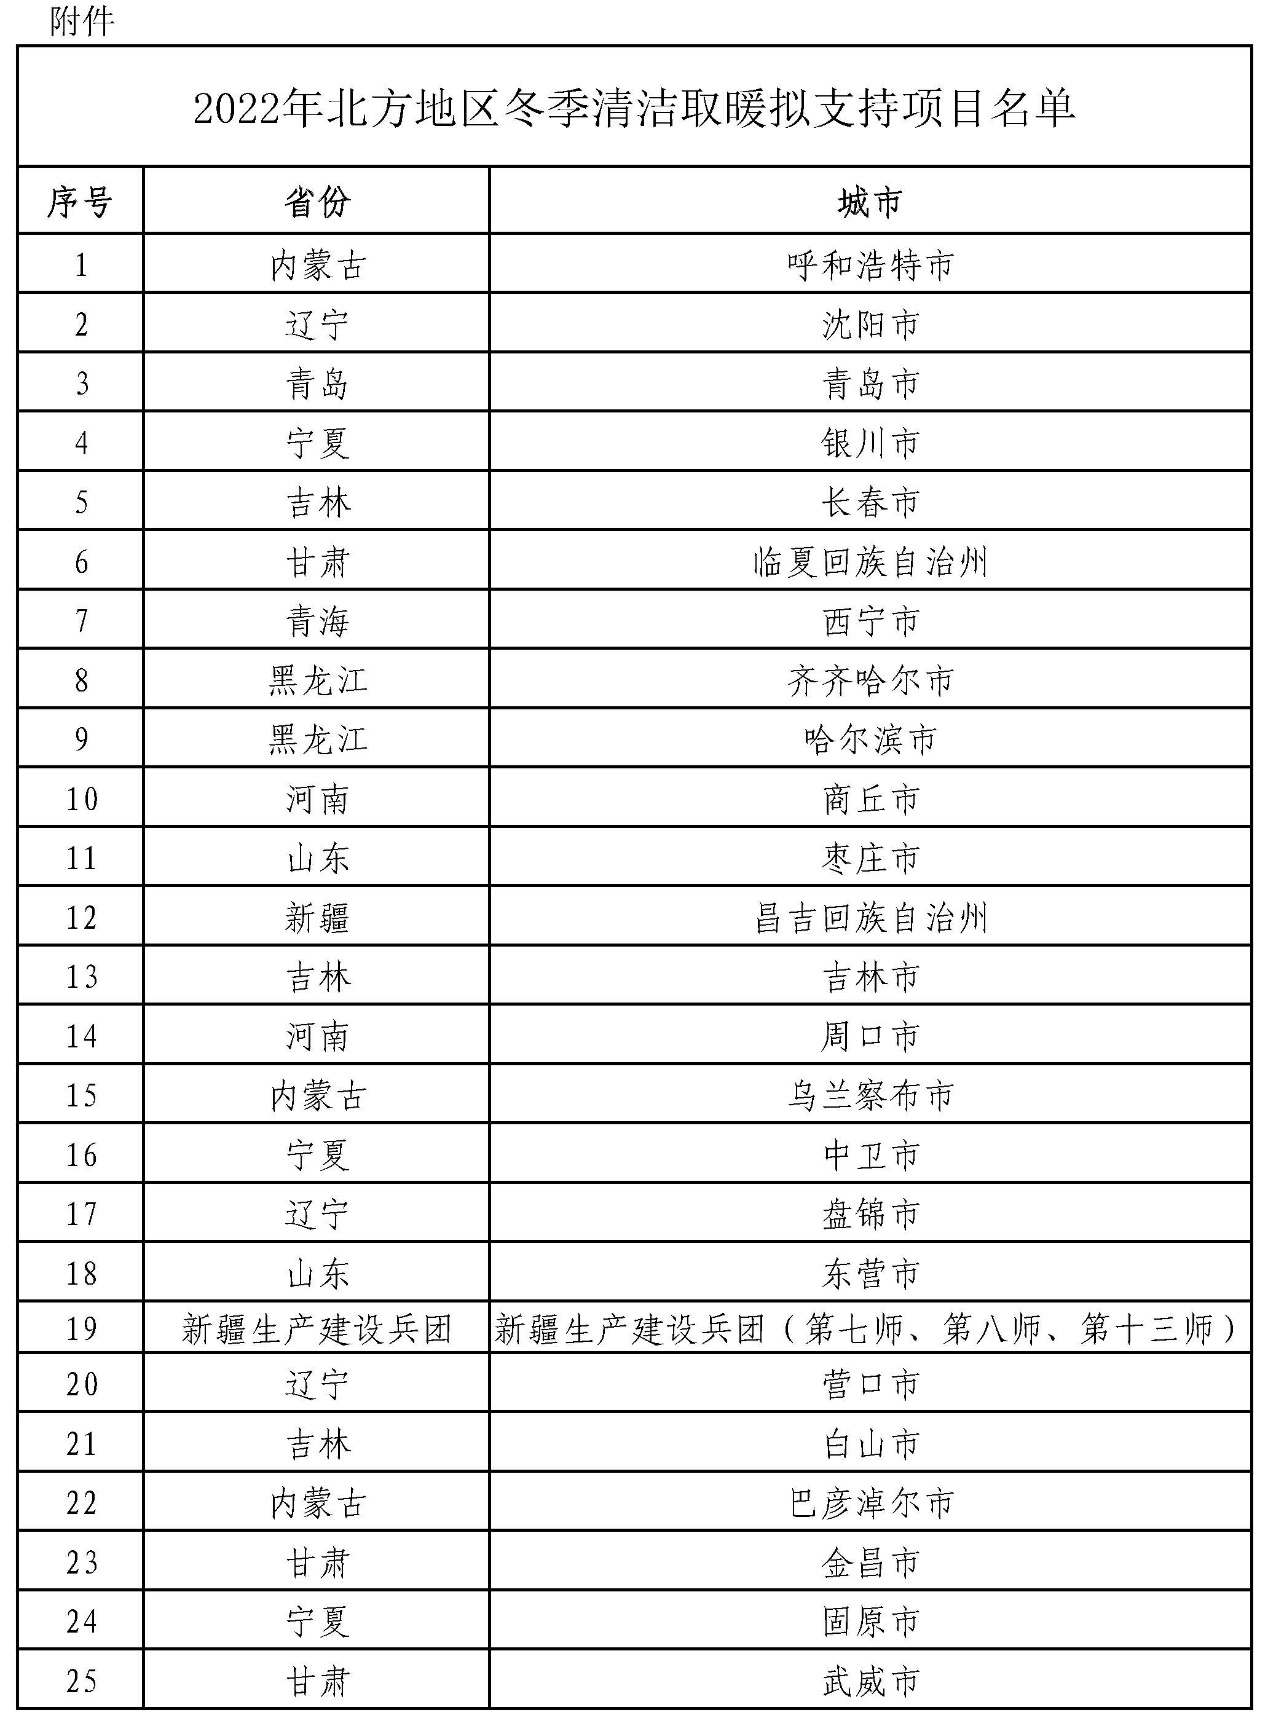 附件
2022年北方地区冬季清洁取暖拟支持项目名单
序号 省份 城市
1 内蒙古 呼和浩特市
2 辽宁 沈阳市
3 青岛 青岛市
4 宁夏 银川市
5 吉林 长春市
6 甘肃 临夏回族自治州
7 青海 西宁市
8 黑龙江 齐齐哈尔市
9 黑龙江 哈尔滨市
10 河南 商丘市
11 山东 枣庄市
12 新疆 昌吉回族自治州
13 吉林 吉林市
14 河南 周口市
15 内蒙古 乌兰察布市
16 宁夏 中卫市
17 辽宁 盘锦市
18 山东 东营市
19 新疆生产建设兵团 新疆生产建设兵团（第七师、第八师、第十三师）
20 辽宁 营口市
21 吉林 白山市
22 内蒙古 巴彦淖尔市
23 甘肃 金昌市
24 宁夏 固原市
25 甘肃 武威市